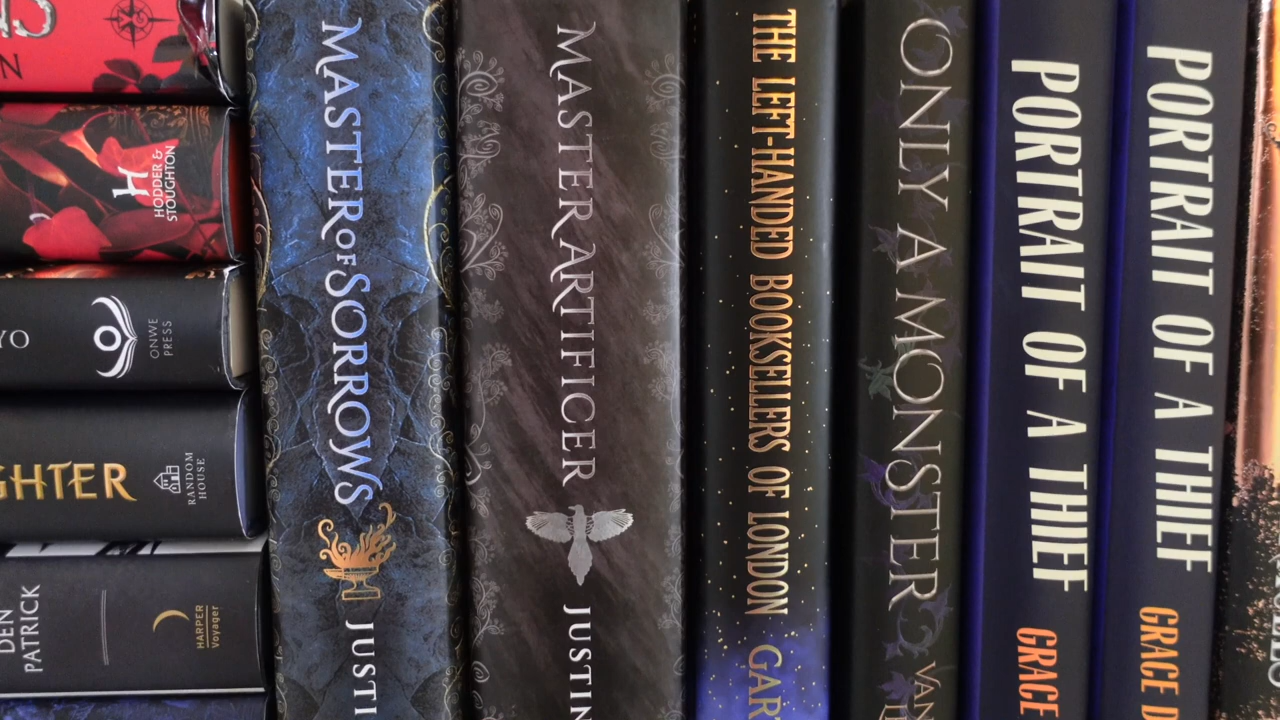 N
H
HODDER &
STOUGHTON
YO
ONWE
PRESS
GHTER
RANDOM
HOUSE
DEN
PATRICK
HARPER
Voyager
MASTER OF SORROWS
JUSTI
MASTER ARTIFICER
JUSTIN
THE LEFT-HANDED BOOKSELLERS OF LONDON
GAR
ONLY A MONSTER
VAN
PORTRAIT OF A THIEF
GRACE
PORTRAIT OF A THIEF
GRACE D